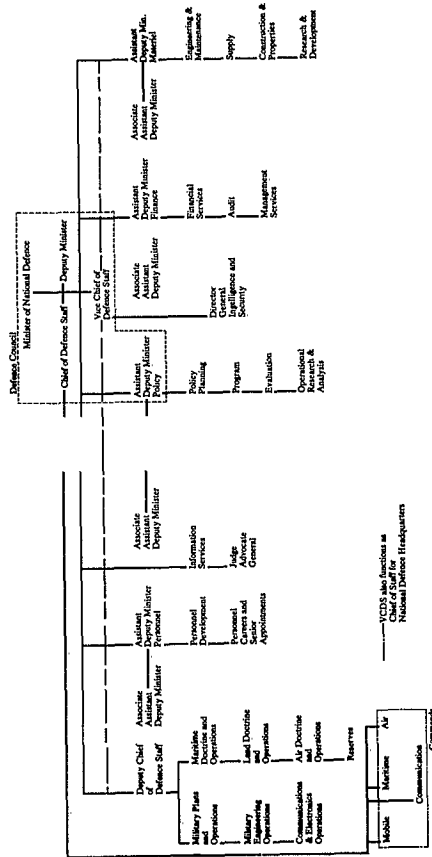 Defence Council
Minister of National Defence
Chief of Defence Staff
Deputy Minister
Vice Chief of
Defence Staff
Deputy Chief
of Defence Staff
Associate
Assistant
Deputy Minister
Assistant
Deputy Minister
Personnel
Associate
Assistant
Deputy Minister
Assistant
Deputy Minister
Policy
Associate
Assistant
Deputy Minister
Assistant
Deputy Minister
Finance
Associate
Assistant
Deputy Minister
Assistant
Deputy Min.
Materiel
Military Plans
and
Operations
Military
Engineering
Operations
Communications
& Electronics
Operations
Maritime
Doctrine and
Operations
Land Doctrine
and
Operations
Air Doctrine and
Operations
Reserves
Personnel
Development
Personnel
Careers and
Senior
Appointments
Information
Services
Judge
Advocate
General
Policy
Planning
Program
Evaluation
Operational
Research &
Analysis
Director
General
Intelligence and
Security
Financial
Services
Audit
Management
Services
Engineering &
Maintenance
Supply
Construction &
Properties
Research &
Development
Mobile
Maritime
Air
Communication
VCDS also functions as
Chief of Staff for
National Defence Headquarters